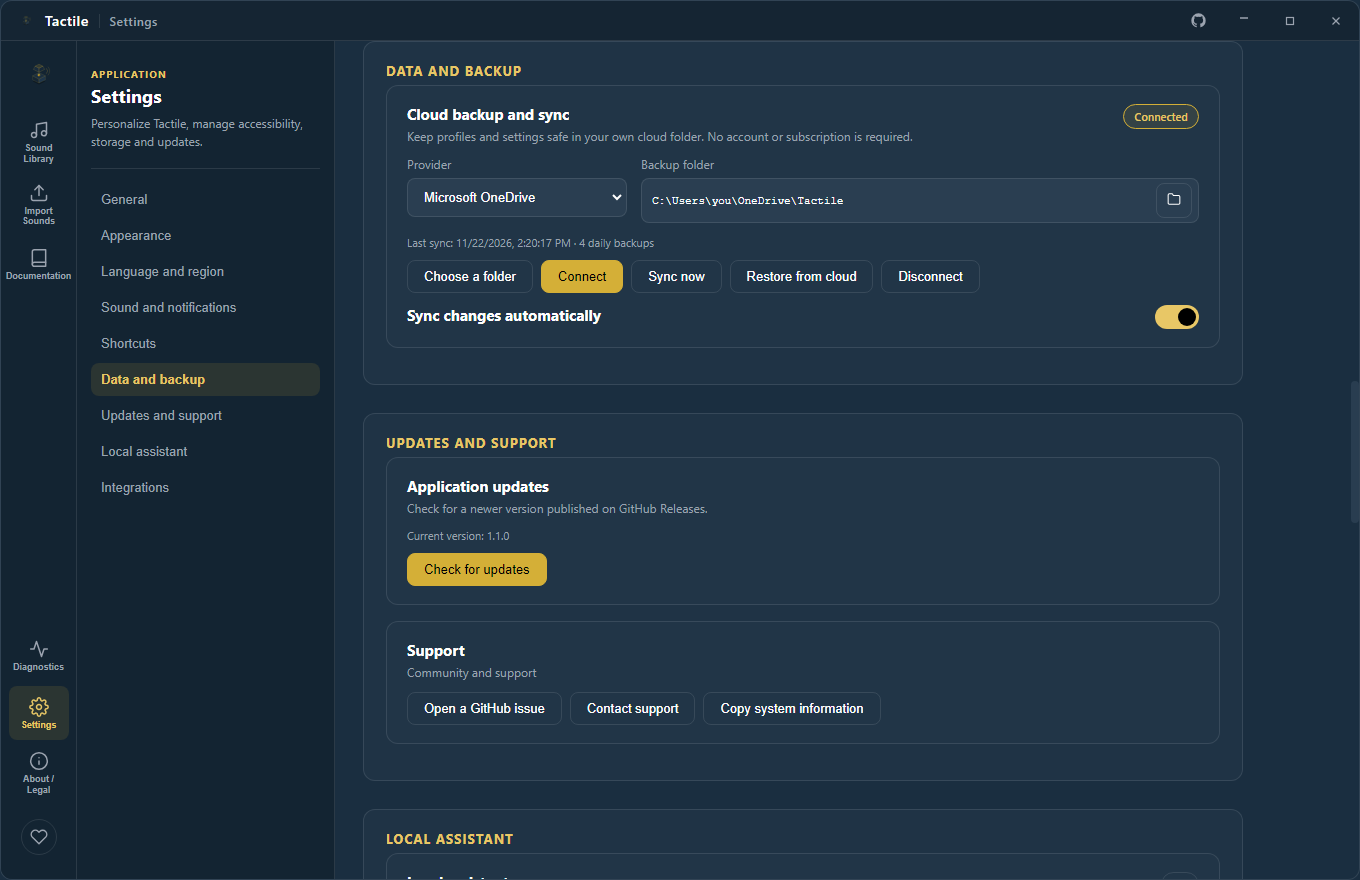 Tactile
Settings
Sound
Library
Import
Sounds
Documentation
Diagnostics
Settings
About /
Legal
APPLICATION
Settings
Personalize Tactile, manage accessibility,
storage and updates.
General
Appearance
Language and region
Sound and notifications
Shortcuts
Data and backup
Updates and support
Local assistant
Integrations
DATA AND BACKUP
Cloud backup and sync
Connected
Keep profiles and settings safe in your own cloud folder. No account or subscription is required.
Provider
Backup folder
Microsoft OneDrive
C:\Users\you\OneDrive\Tactile
Last sync: 11/22/2026, 2:20:17 PM · 4 daily backups
Choose a folder
Connect
Sync now
Restore from cloud
Disconnect
Sync changes automatically
UPDATES AND SUPPORT
Application updates
Check for a newer version published on GitHub Releases.
Current version: 1.1.0
Check for updates
Support
Community and support
Open a GitHub issue
Contact support
Copy system information
LOCAL ASSISTANT